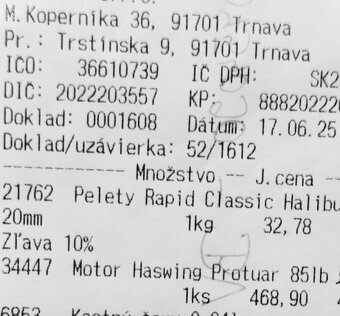 M.Koperníka 36, 91701 Trnava
Pr.: Trstínska 9, 91701 Trnava
IČO: 36610739 IČ DPH: SK2
DIČ: 2022203557 KP: 888202220
Doklad: 0001608 Dátum: 17.06.25
Doklad/uzávierka: 52/1612
Množstvo -- J.cena --
21762 Pelety Rapid Classic Halibu
20mm 1kg 32,78
Zľava 10%
34447 Motor Haswing Protuar 85lb
1ks 468,90 4